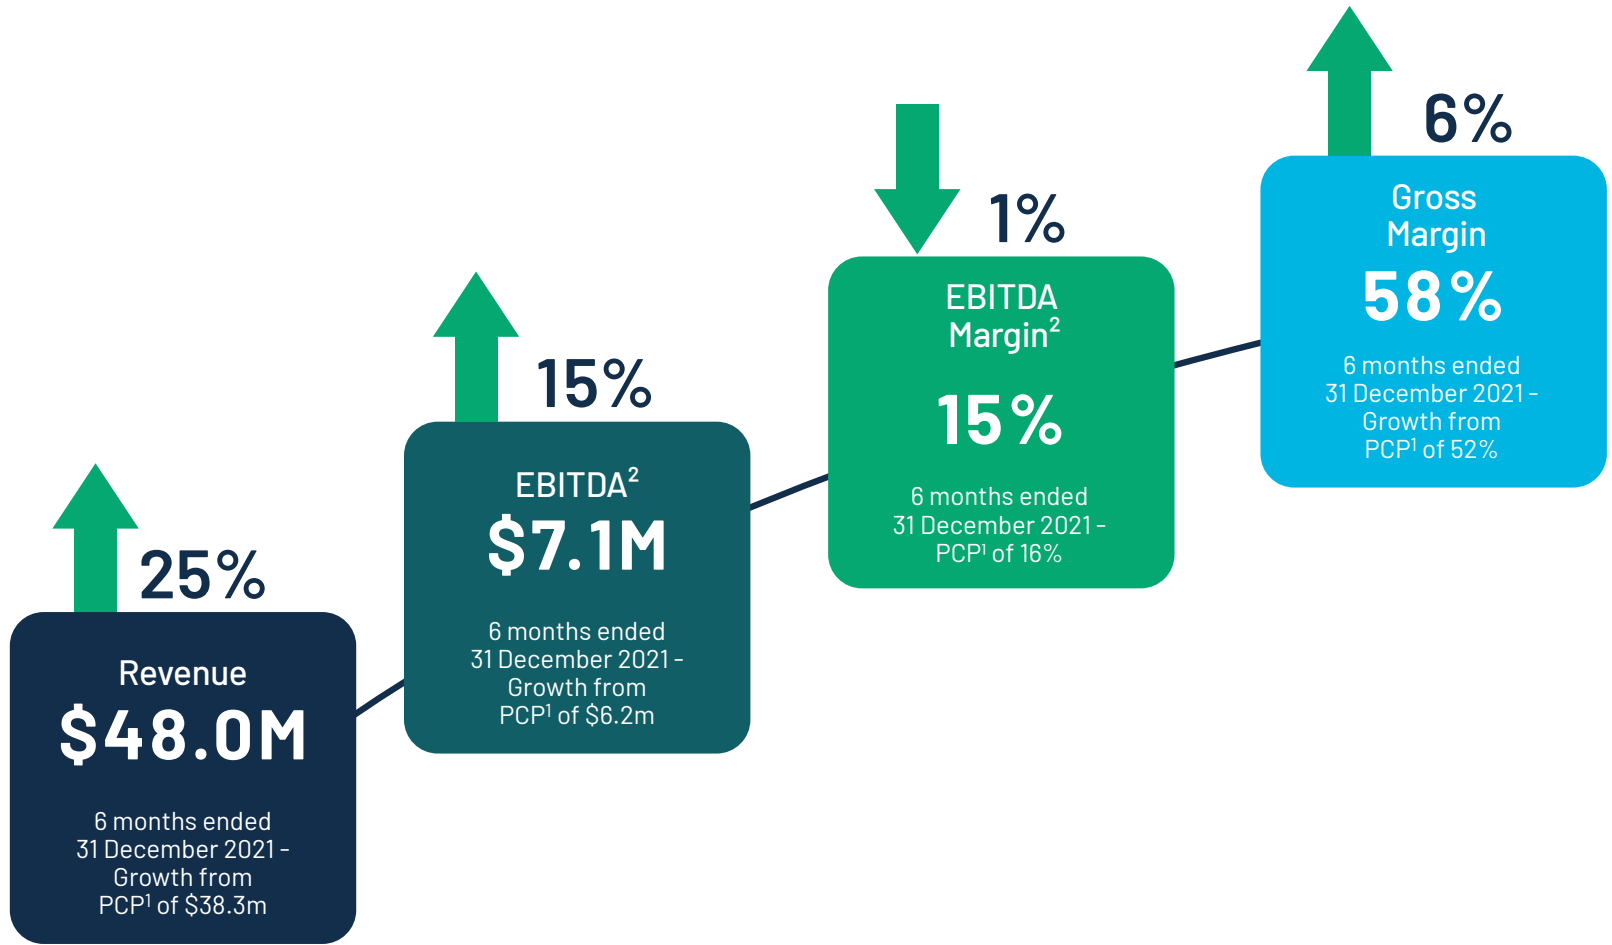 25%
Revenue
$48.0M
6 months ended
31 December 2021 -
Growth from
PCP¹ of $38.3m
15%
EBITDA²
$7.1M
6 months ended
31 December 2021 -
Growth from
PCP¹ of $6.2m
1%
EBITDA
Margin²
15%
6 months ended
31 December 2021 -
PCP¹ of 16%
6%
Gross
Margin
58%
6 months ended
31 December 2021 -
Growth from
PCP¹ of 52%